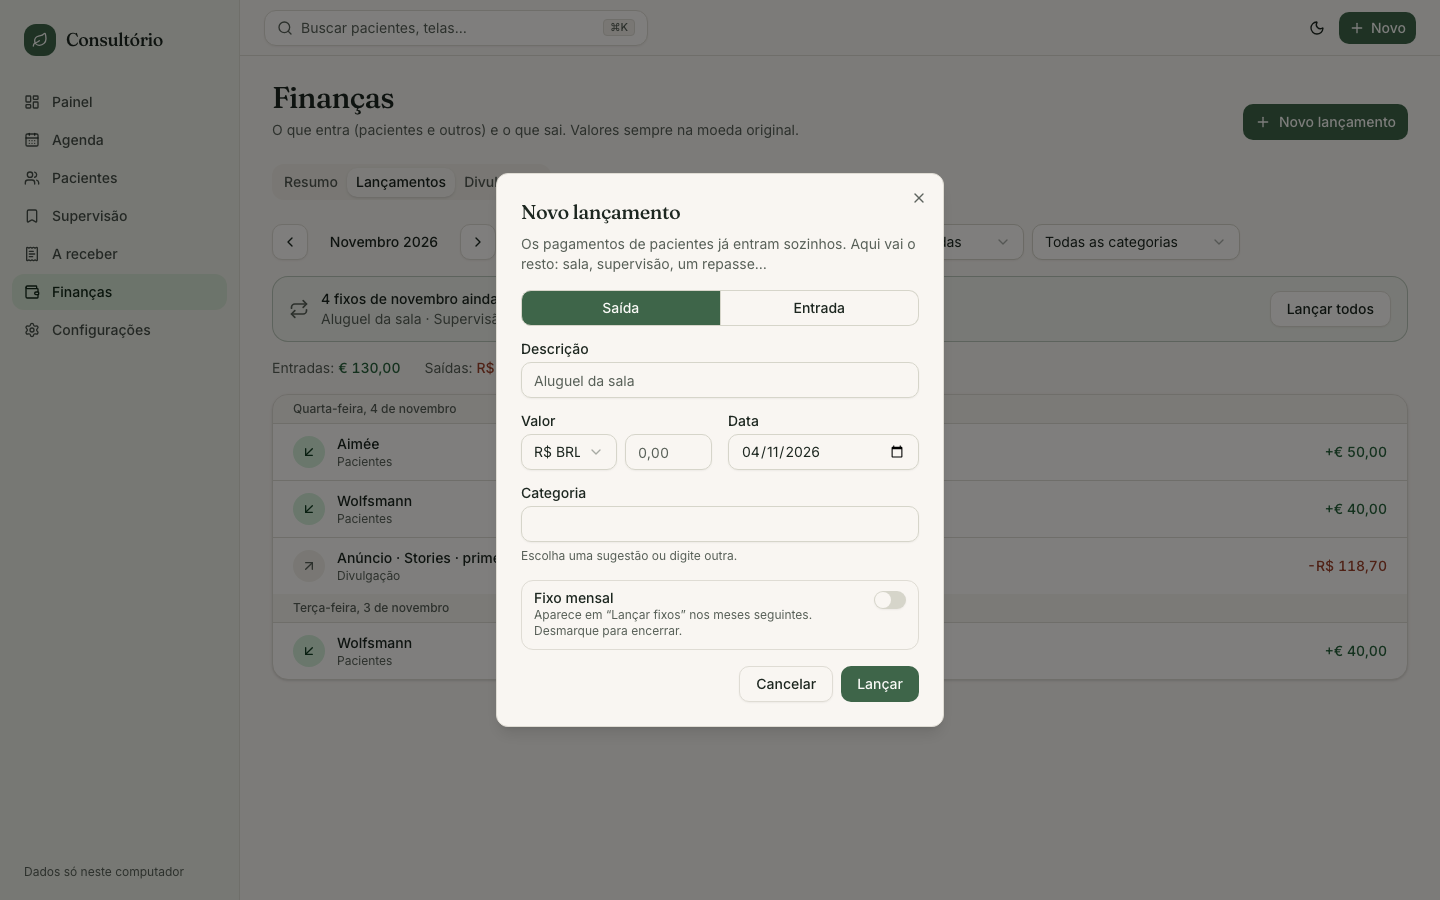 Consultório
Buscar pacientes, telas...
⌘K
Novo
Painel
Agenda
Pacientes
Supervisão
A receber
Finanças
Configurações
Dados só neste computador
Finanças
O que entra (pacientes e outros) e o que sai. Valores sempre na moeda original.
Novo lançamento
Resumo
Lançamentos
Novembro 2026
Todas as categorias
4 fixos de novembro ainda
Aluguel da sala ·
Lançar todos
Entradas: € 130,00
Saídas: R$
Quarta-feira, 4 de novembro
Aimée
Pacientes
+€ 50,00
Wolfsmann
Pacientes
+€ 40,00
Anúncio · Stories ·
Divulgação
-R$ 118,70
Terça-feira, 3 de novembro
Wolfsmann
Pacientes
+€ 40,00
Novo lançamento
Os pagamentos de pacientes já entram sozinhos. Aqui vai o
resto: sala, supervisão, um repasse...
Saída
Entrada
Descrição
Aluguel da sala
Valor
Data
R$ BRL
0,00
04/11/2026
Categoria
Escolha uma sugestão ou digite outra.
Fixo mensal
Aparece em “Lançar fixos” nos meses seguintes.
Desmarque para encerrar.
Cancelar
Lançar